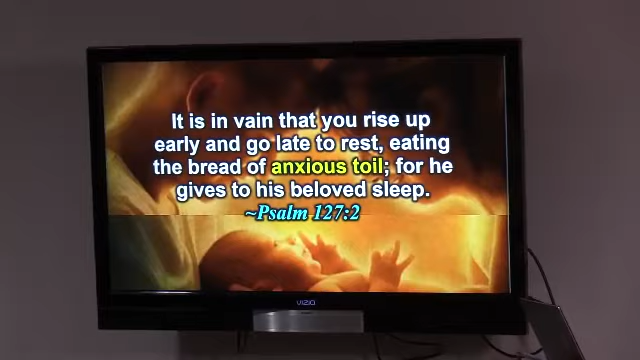 It is in vain that you rise up
early and go late to rest, eating
the bread of anxious toil; for he
gives to his beloved sleep.
~Psalm 127:2
VIZIO